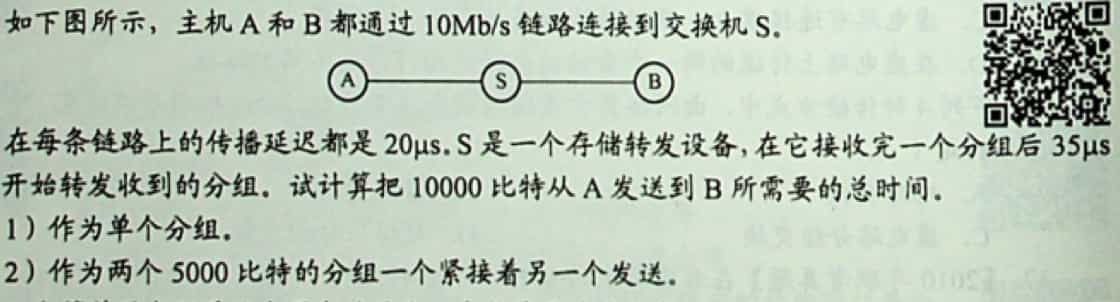 如下图所示，主机 A 和 B 都通过 10Mb/s 链路连接到交换机 S。
A S B
在每条链路上的传播延迟都是 20μs. S 是一个存储转发设备, 在它接收完一个分组后 35μs
开始转发收到的分组。试计算把 10000 比特从 A 发送到 B 所需要的总时间。
1）作为单个分组。
2）作为两个 5000 比特的分组一个紧接着另一个发送。